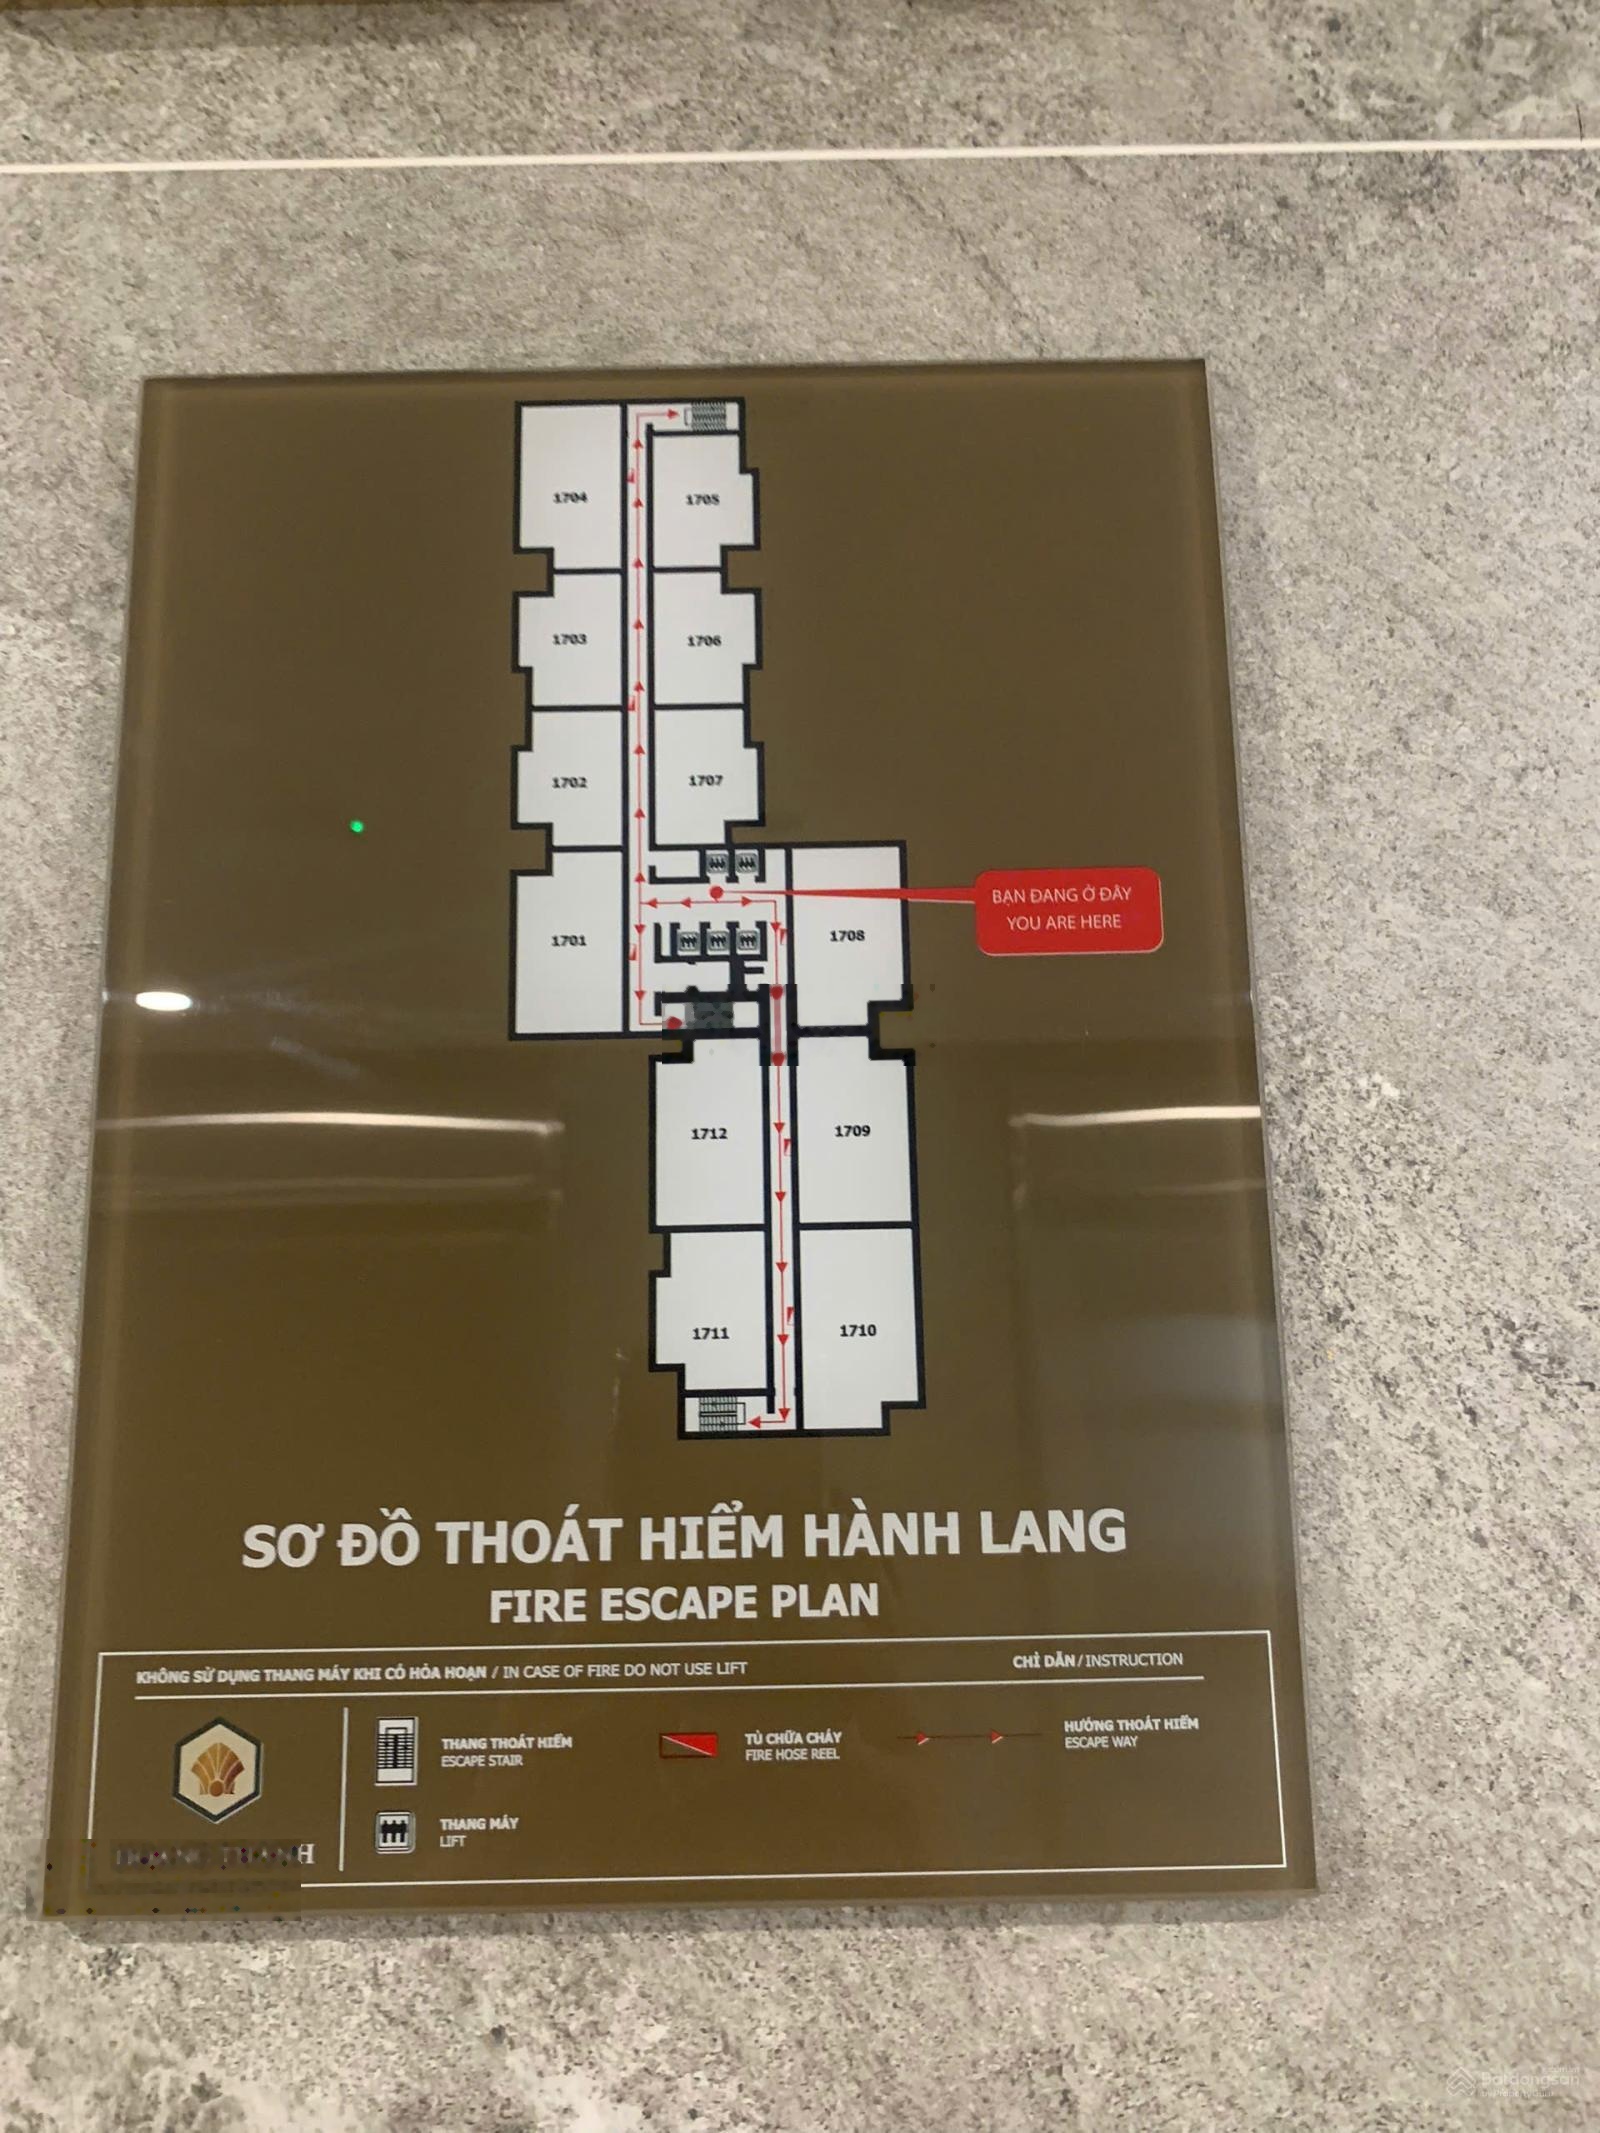 1704
1705
1703
1706
1702
1707
1701
1708
BẠN ĐANG Ở ĐÂY
YOU ARE HERE
1712
1709
1711
1710
SƠ ĐỒ THOÁT HIỂM HÀNH LANG
FIRE ESCAPE PLAN
KHÔNG SỬ DỤNG THANG MÁY KHI CÓ HỎA HOẠN / IN CASE OF FIRE DO NOT USE LIFT
CHỈ DẪN / INSTRUCTION
THANG THOÁT HIỂM
ESCAPE STAIR
TỦ CHỮA CHÁY
FIRE HOSE REEL
HƯỚNG THOÁT HIỂM
ESCAPE WAY
THANG MÁY
LIFT
Batdongsan
by PropertyGuru